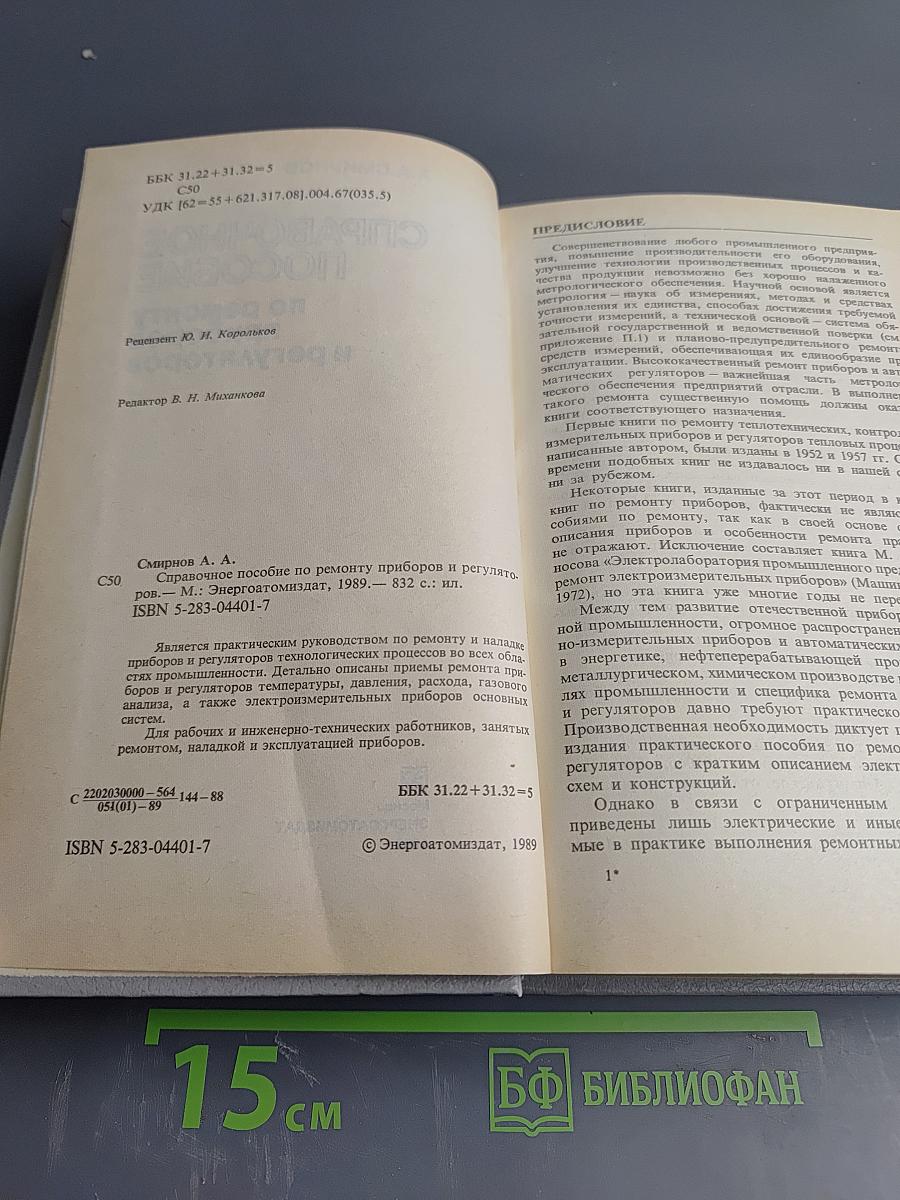 ББК 31.22+31.32=5
С50
УДК [62=55+621.317.08].004.67(035.5)
Рецензент Ю. И. Корольков
Редактор В. Н. Миханкова
Смирнов А. А.
С50 Справочное пособие по ремонту приборов и регулято-
ров.— М.: Энергоатомиздат, 1989.— 832 с.: ил.
ISBN 5-283-04401-7
Является практическим руководством по ремонту и наладке
приборов и регуляторов технологических процессов во всех обла-
стях промышленности. Детально описаны приемы ремонта при-
боров и регуляторов температуры, давления, расхода, газового
анализа, а также электроизмерительных приборов основных
систем.
Для рабочих и инженерно-технических работников, занятых
ремонтом, наладкой и эксплуатацией приборов.
С 2202030000–564
051(01)–89
144–88
ББК 31.22+31.32=5
ISBN 5-283-04401-7
© Энергоатомиздат, 1989
ПРЕДИСЛОВИЕ
Совершенствование любого промышленного предприя-
тия, повышение производительности его оборудования,
улучшение технологии производственных процессов и ка-
чества продукции невозможно без хорошо налаженного
метрологического обеспечения. Научной основой является
метрология — наука об измерениях, методах и средствах
установления их единства, способах достижения требуемой
точности измерений, а технической основой — система обя-
зательной государственной и ведомственной поверки (см
приложение П.1) и планово-предупредительного ремонт
средств измерений, обеспечивающая их единообразие пр
эксплуатации. Высококачественный ремонт приборов и авт
матических регуляторов — важнейшая часть метроло
ческого обеспечения предприятий отрасли. В выполнен
такого ремонта существенную помощь должны ока
книги соответствующего назначения.
Первые книги по ремонту теплотехнических, контрол
измерительных приборов и регуляторов тепловых проце
написанные автором, были изданы в 1952 и 1957 гг. С
времени подобных книг не издавалось ни в нашей с
ни за рубежом.
Некоторые книги, изданные за этот период в к
книг по ремонту приборов, фактически не являю
собиями по ремонту, так как в своей основе с
описания приборов и особенности ремонта пра
не отражают. Исключение составляет книга М.
носова «Электролаборатория промышленного пред
ремонт электроизмерительных приборов» (Машин
1972), но эта книга уже многие годы не пере
Между тем развитие отечественной прибор
ной промышленности, огромное распространен
но-измерительных приборов и автоматических
в энергетике, нефтеперерабатывающей про
металлургическом, химическом производстве и
лях промышленности и специфика ремонта
и регуляторов давно требуют практическо
Производственная необходимость диктует п
издания практического пособия по ремо
регуляторов с кратким описанием элект
схем и конструкций.
Однако в связи с ограниченным
приведены лишь электрические и иные
мые в практике выполнения ремонтных
1*
15 см
БФ БИБЛИОФАН